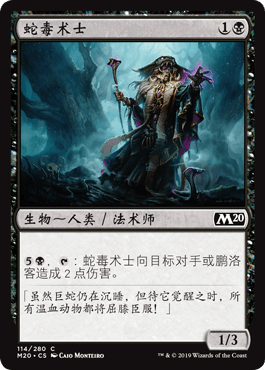 蛇毒术士 1
M20
生物~人类 / 法术师
5 , : 蛇毒术士向目标对手或鹏洛
客造成2点伤害。
「虽然巨蛇仍在沉睡，但待它觉醒之时，所
有温血动物都将屈膝臣服！」
1/3
114/280 C
M20 • CS CAIO MONTEIRO
™ & © 2019 Wizards of the Coast